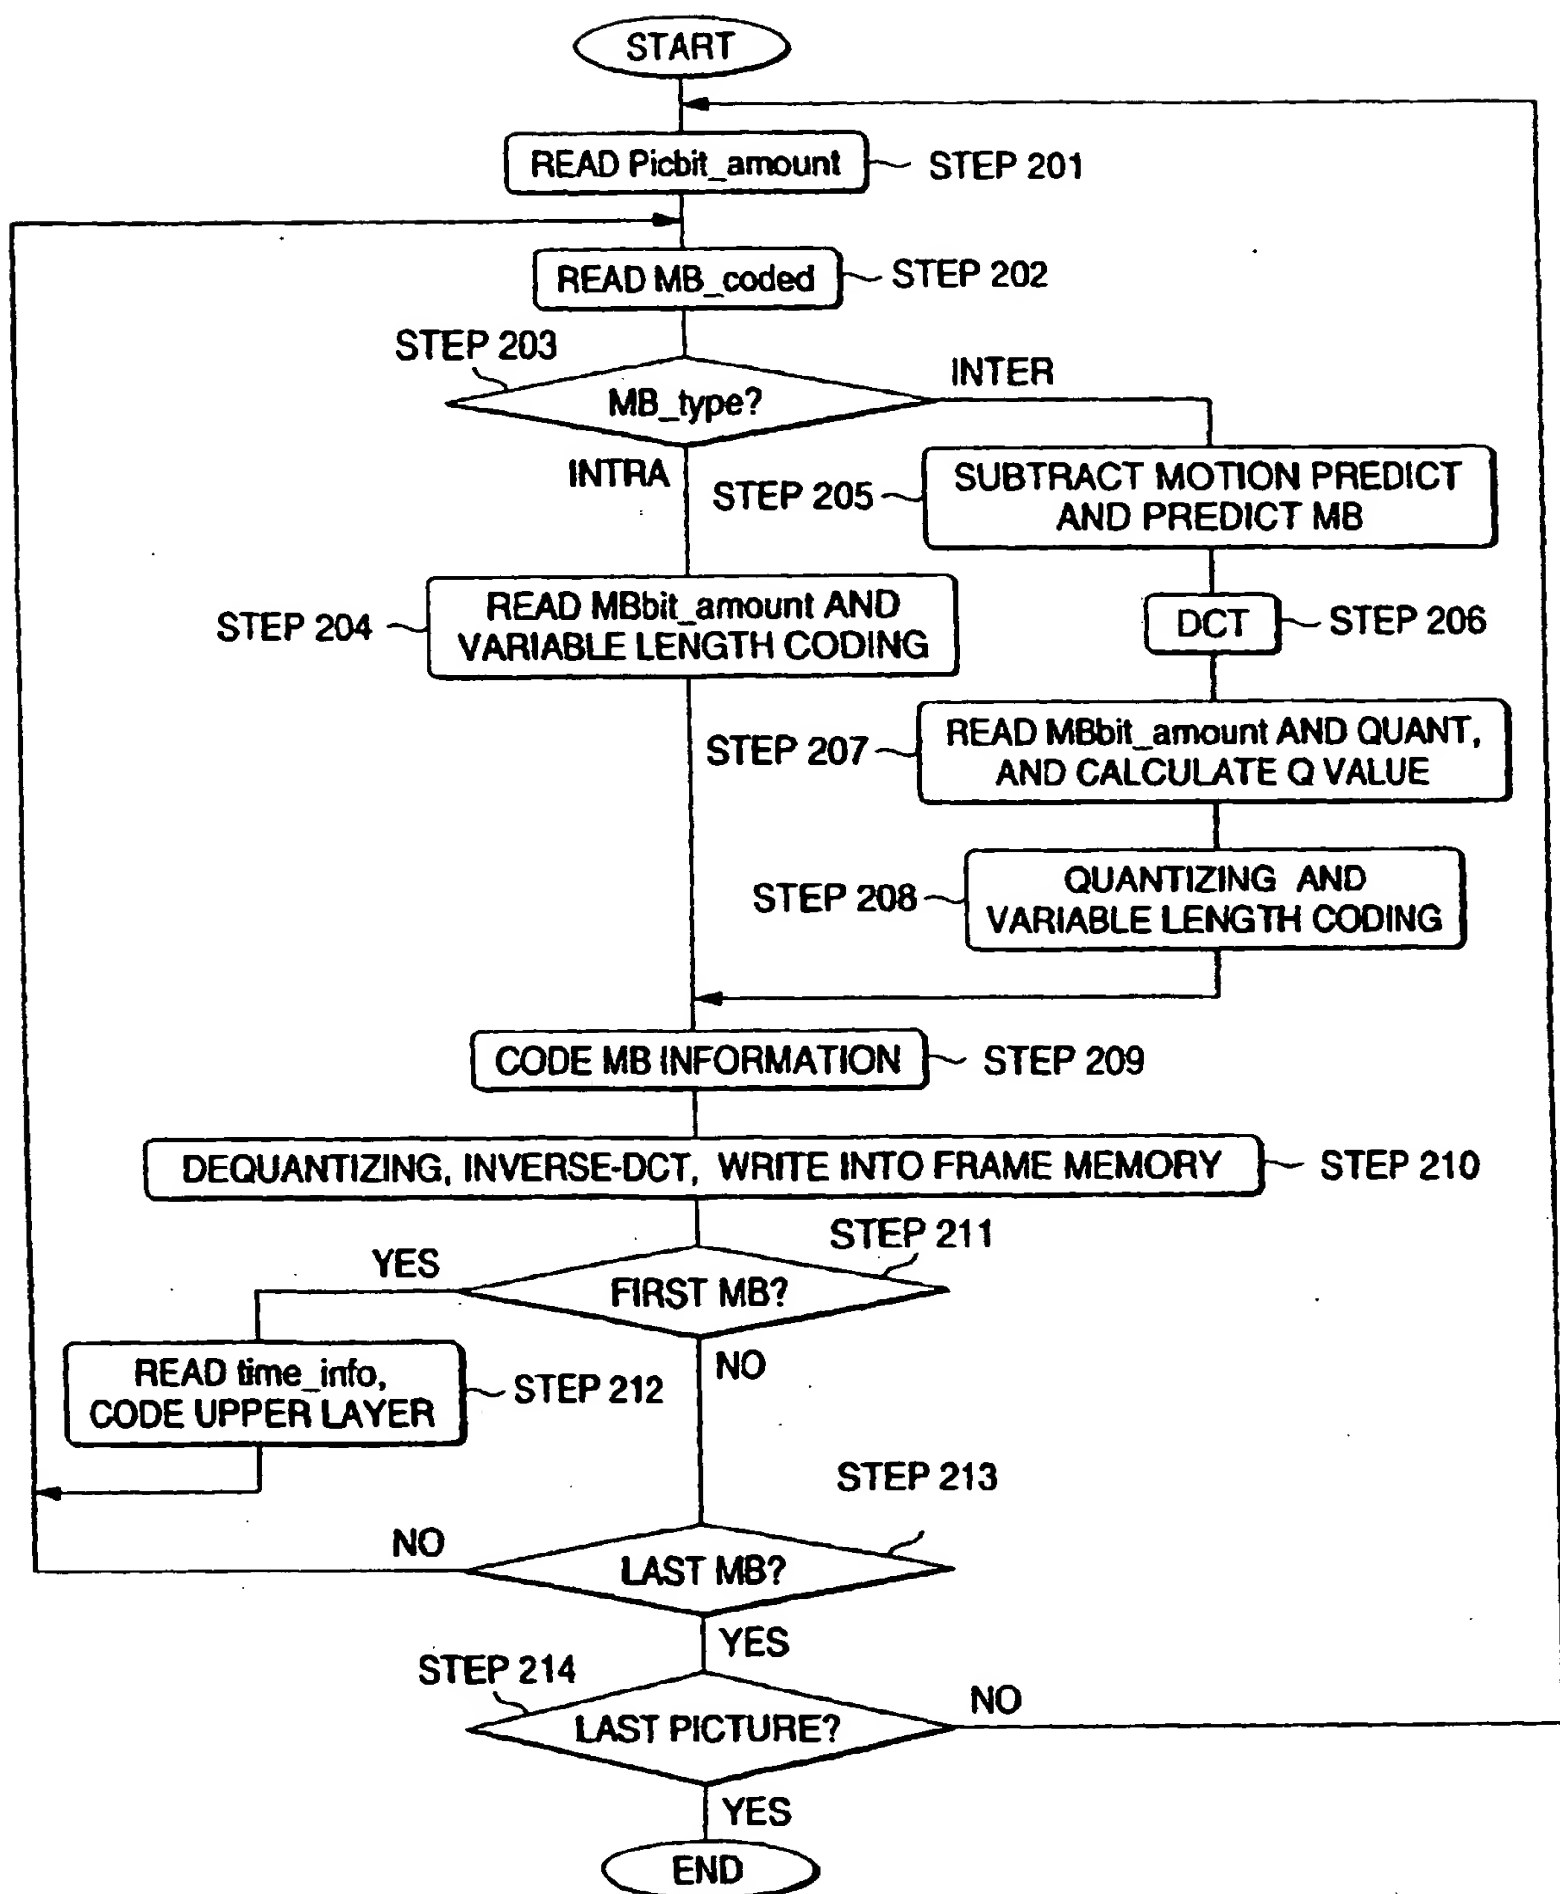 START
READ Picbit_amount
STEP 201
READ MB_coded
STEP 202
STEP 203
MB_type?
INTER
INTRA
STEP 205
SUBTRACT MOTION PREDICT
AND PREDICT MB
STEP 204
READ MBbit_amount AND
VARIABLE LENGTH CODING
DCT
STEP 206
STEP 207
READ MBbit_amount AND QUANT,
AND CALCULATE Q VALUE
STEP 208
QUANTIZING AND
VARIABLE LENGTH CODING
CODE MB INFORMATION
STEP 209
DEQUANTIZING, INVERSE-DCT, WRITE INTO FRAME MEMORY
STEP 210
STEP 211
YES
FIRST MB?
NO
READ time_info,
CODE UPPER LAYER
STEP 212
STEP 213
NO
LAST MB?
YES
STEP 214
LAST PICTURE?
NO
YES
END